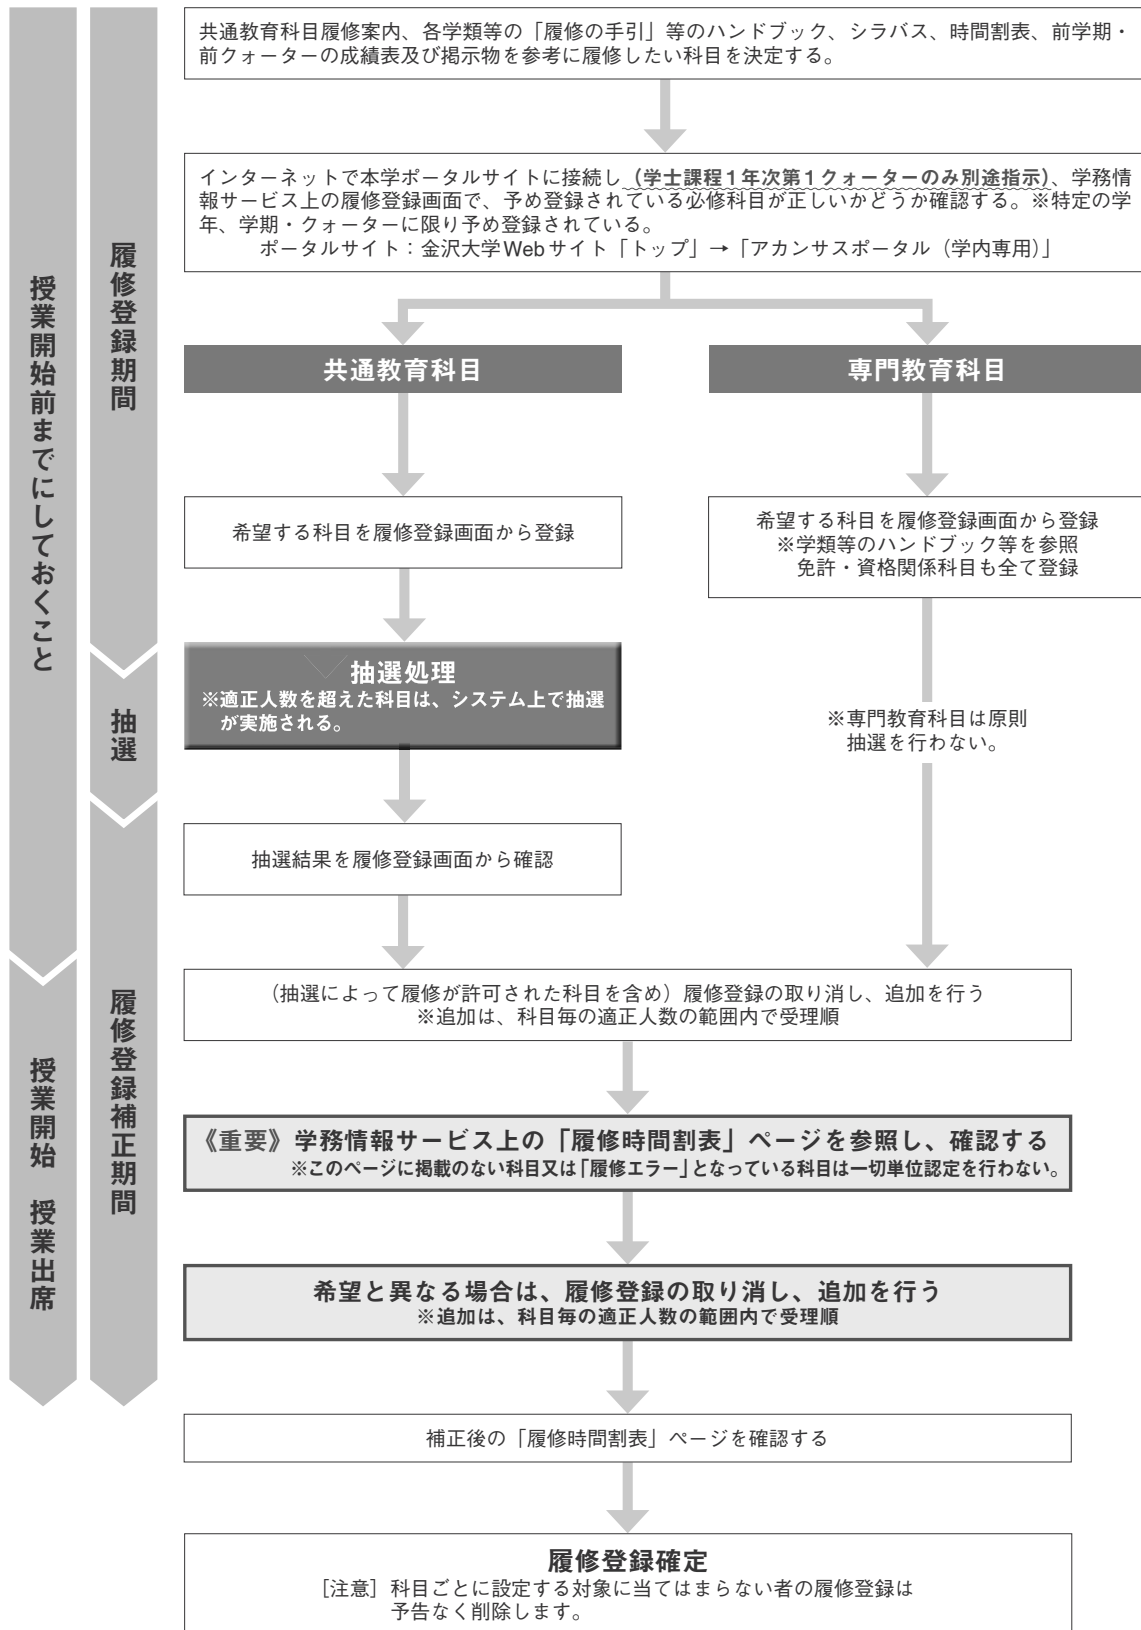 共通教育科目履修案内、各学類等の「履修の手引」等のハンドブック、シラバス、時間割表、前学期・
前クォーターの成績表及び掲示物を参考に履修したい科目を決定する。
インターネットで本学ポータルサイトに接続し（学士課程１年次第１クォーターのみ別途指示）、学務情
報サービス上の履修登録画面で、予め登録されている必修科目が正しいかどうか確認する。※特定の学
年、学期・クォーターに限り予め登録されている。
ポータルサイト：金沢大学Webサイト「トップ」→「アカンサスポータル（学内専用）」
授業開始前までにしておくこと
履修登録期間
共通教育科目
専門教育科目
希望する科目を履修登録画面から登録
希望する科目を履修登録画面から登録
※学類等のハンドブック等を参照
免許・資格関係科目も全て登録
抽選
抽選処理
※適正人数を超えた科目は、システム上で抽選
が実施される。
※専門教育科目は原則
抽選を行わない。
抽選結果を履修登録画面から確認
授業開始　授業出席
履修登録補正期間
（抽選によって履修が許可された科目を含め）履修登録の取り消し、追加を行う
※追加は、科目毎の適正人数の範囲内で受理順
《重要》学務情報サービス上の「履修時間割表」ページを参照し、確認する
※このページに掲載のない科目又は「履修エラー」となっている科目は一切単位認定を行わない。
希望と異なる場合は、履修登録の取り消し、追加を行う
※追加は、科目毎の適正人数の範囲内で受理順
補正後の「履修時間割表」ページを確認する
履修登録確定
［注意］科目ごとに設定する対象に当てはまらない者の履修登録は
予告なく削除します。